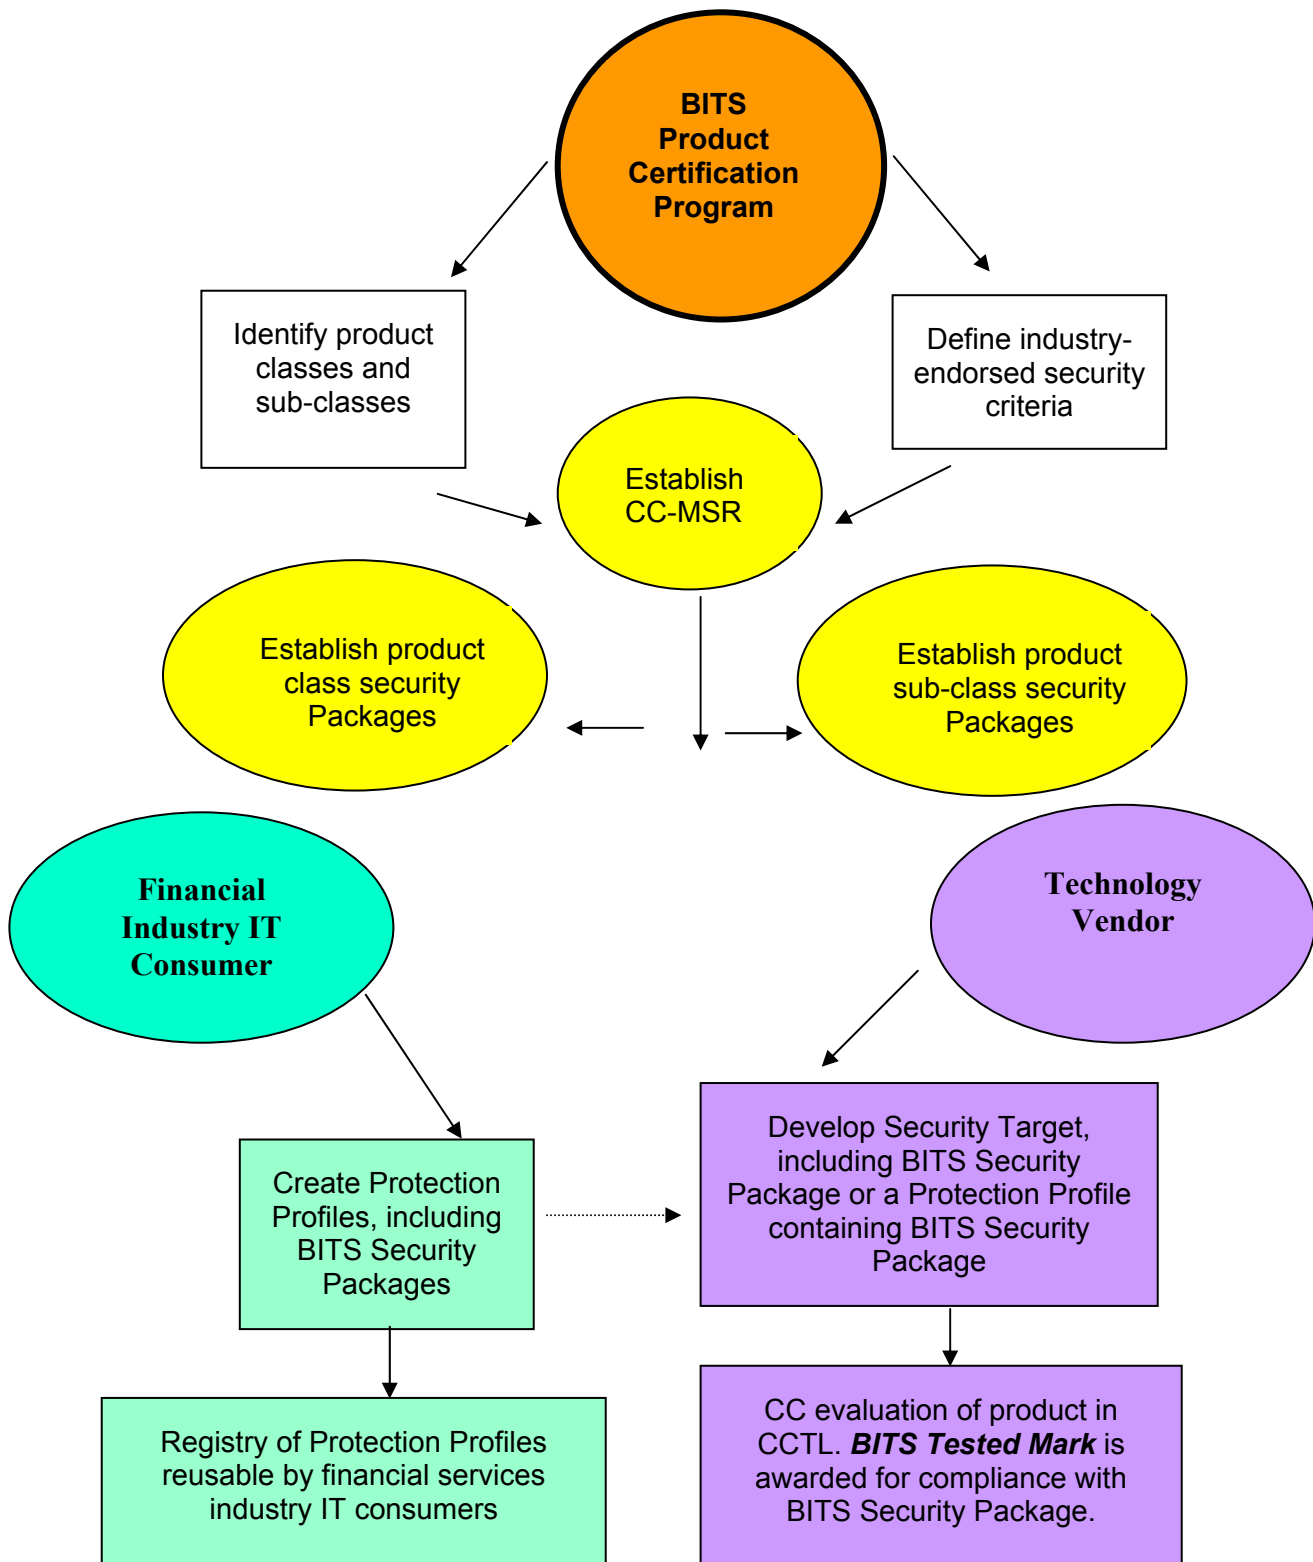 BITS
Product
Certification
Program
Identify product
classes and
sub-classes
Define industry-
endorsed security
criteria
Establish
CC-MSR
Establish product
class security
Packages
Establish product
sub-class security
Packages
Financial
Industry IT
Consumer
Technology
Vendor
Create Protection
Profiles, including
BITS Security
Packages
Develop Security Target,
including BITS Security
Package or a Protection Profile
containing BITS Security
Package
Registry of Protection Profiles
reusable by financial services
industry IT consumers
CC evaluation of product in
CCTL. BITS Tested Mark is
awarded for compliance with
BITS Security Package.